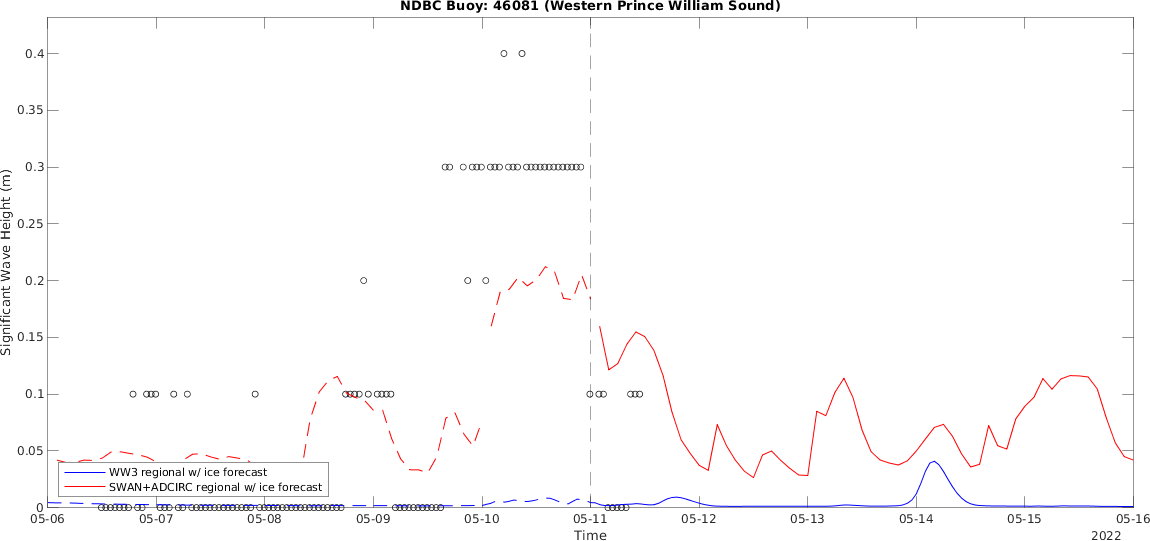 NDBC Buoy: 46081 (Western Prince William Sound)
Significant Wave Height (m)
0.4
0.35
0.3
0.25
0.2
0.15
0.1
0.05
0
WW3 regional w/ ice forecast
SWAN+ADCIRC regional w/ ice forecast
05-06 05-07 05-08 05-09 05-10 05-11 05-12 05-13 05-14 05-15 05-16
Time
2022